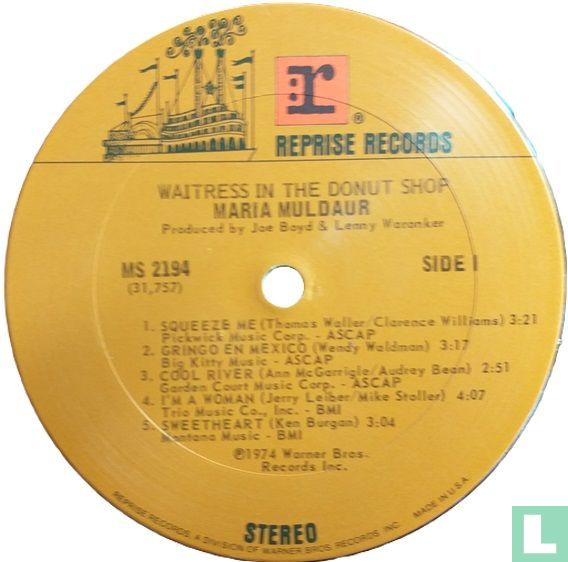 r
®
REPRISE RECORDS
WAITRESS IN THE DONUT SHOP
MARIA MULDAUR
Produced by Joe Boyd & Lenny Waronker
MS 2194
SIDE 1
(31,757)
1. SQUEEZE ME (Thomas Waller/Clarence Williams) 3:21
Pickwick Music Corp. - ASCAP
2. GRINGO EN MEXICO (Wendy Waldman) 3:17
Big Kitty Music - ASCAP
3. COOL RIVER (Ann McGarrigle/Audrey Bean) 2:51
Garden Court Music Corp. - ASCAP
4. I'M A WOMAN (Jerry Leiber/Mike Stoller) 4:07
Trio Music Co., Inc. - BMI
5. SWEETHEART (Ken Burgan) 3:04
Montana Music - BMI
℗1974 Warner Bros.
Records Inc.
STEREO
REPRISE RECORDS, A DIVISION OF WARNER BROS. RECORDS, INC. MADE IN U.S.A.
L